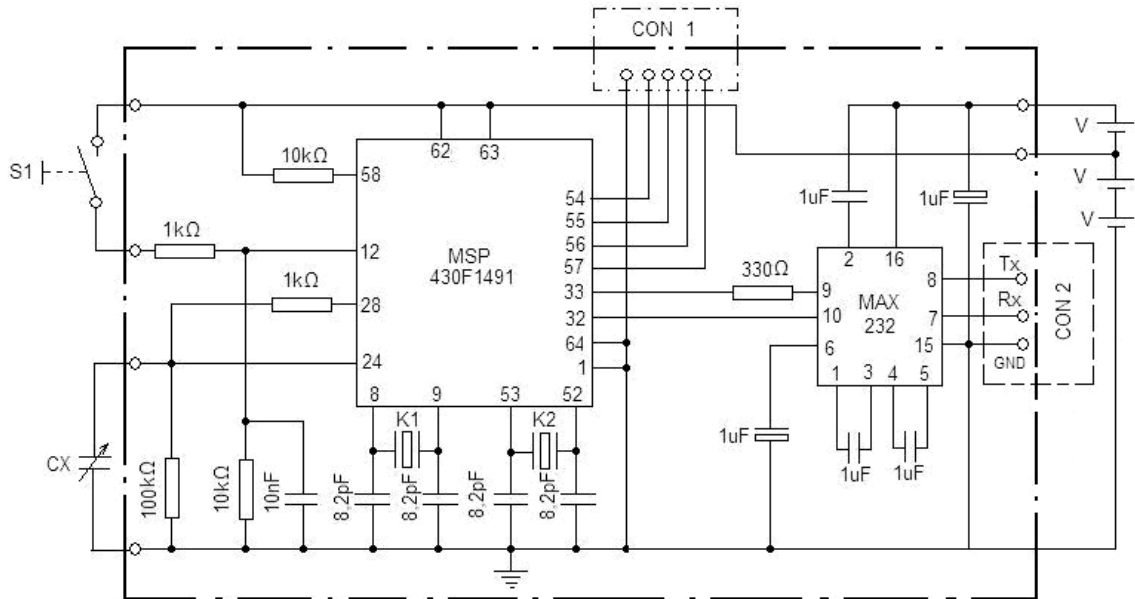 CON 1
V
V
V
S1
10kΩ
62
63
58
54
55
56
57
33
32
64
1
1kΩ
12
MSP
430F1491
1kΩ
28
24
8
9
53
52
K1
K2
CX
100kΩ
10kΩ
10nF
8,2pF
8,2pF
8,2pF
8,2pF
330Ω
1uF
1uF
2
16
9
10
6
MAX
232
8
7
15
1
3
4
5
Tx
Rx
GND
CON 2
1uF
1uF
1uF